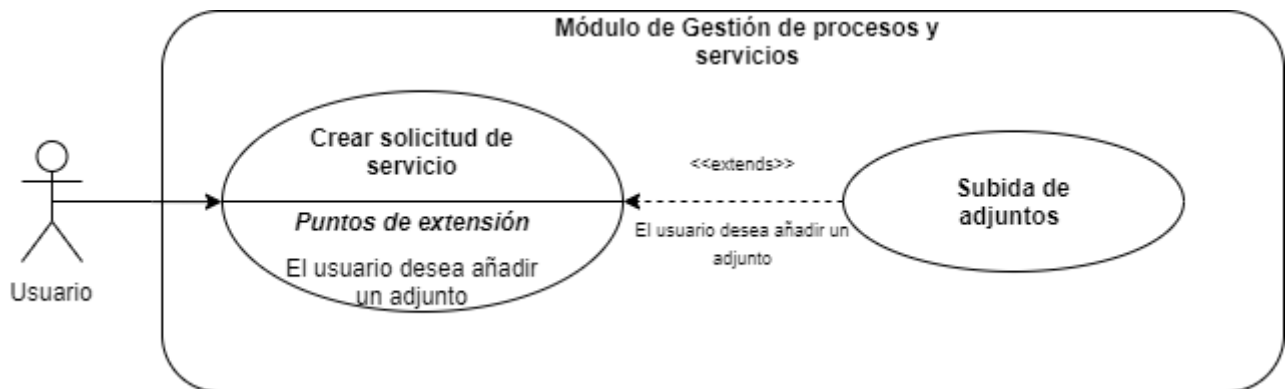 Módulo de Gestión de procesos y
servicios
Crear solicitud de
servicio
Puntos de extensión
El usuario desea añadir
un adjunto
<<extends>>
El usuario desea añadir un
adjunto
Subida de
adjuntos
Usuario